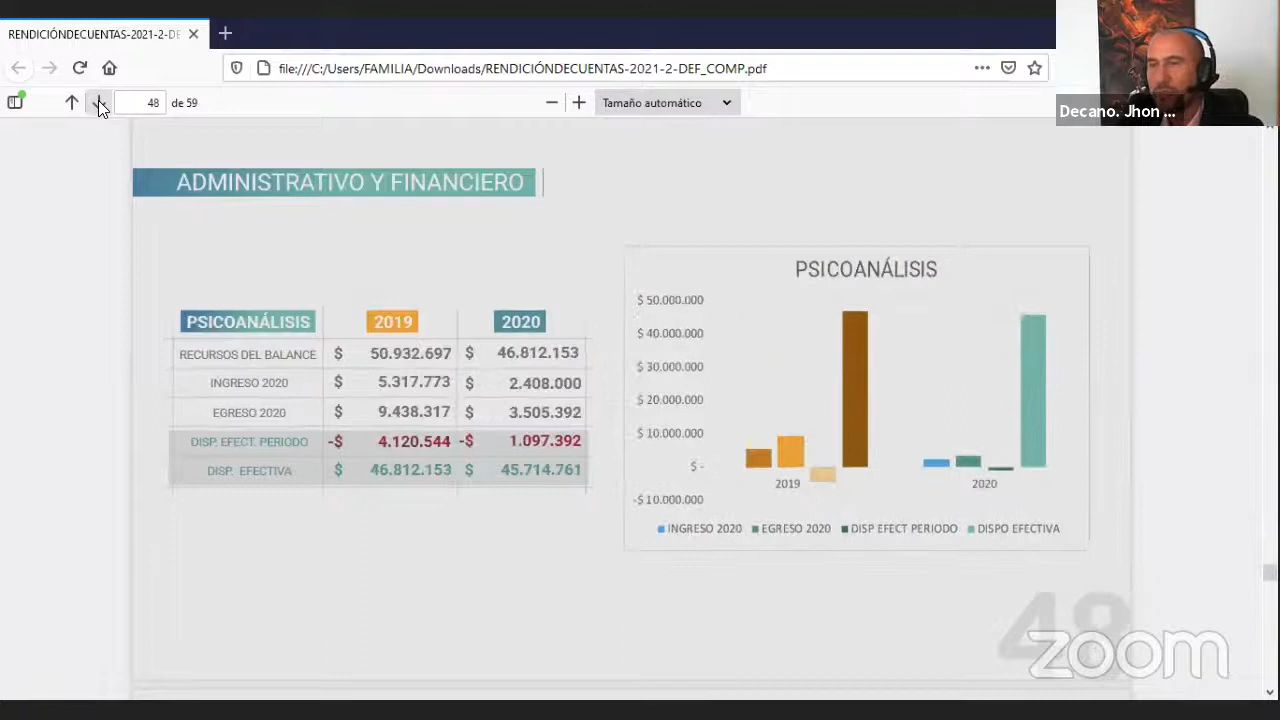 RENDICIÓNDECUENTAS-2021-2-DE
file:///C:/Users/FAMILIA/Downloads/RENDICIÓNDECUENTAS-2021-2-DEF_COMP.pdf
48 de 59
Tamaño automático
Decano. Jhon ...
ADMINISTRATIVO Y FINANCIERO
PSICOANÁLISIS 2019 2020
RECURSOS DEL BALANCE $ 50.932.697 $ 46.812.153
INGRESO 2020 $ 5.317.773 $ 2.408.000
EGRESO 2020 $ 9.438.317 $ 3.505.392
DISP. EFECT. PERIODO -$ 4.120.544 -$ 1.097.392
DISP. EFECTIVA $ 46.812.153 $ 45.714.761
PSICOANÁLISIS
$ 50.000.000
$ 40.000.000
$ 30.000.000
$ 20.000.000
$ 10.000.000
$ -
-$ 10.000.000
2019 2020
INGRESO 2020 EGRESO 2020 DISP EFECT PERIODO DISPO EFECTIVA
48
zoom